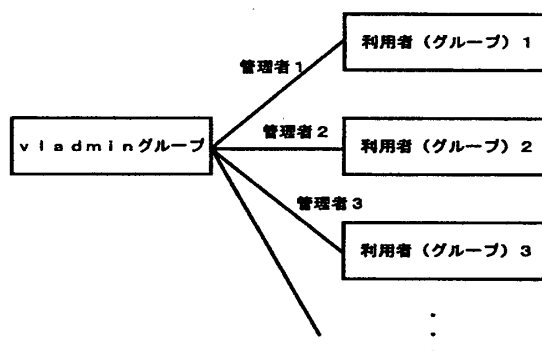 利用者（グループ）１
管理者１
管理者２
ｖｌａｄｍｉｎグループ
利用者（グループ）２
管理者３
利用者（グループ）３